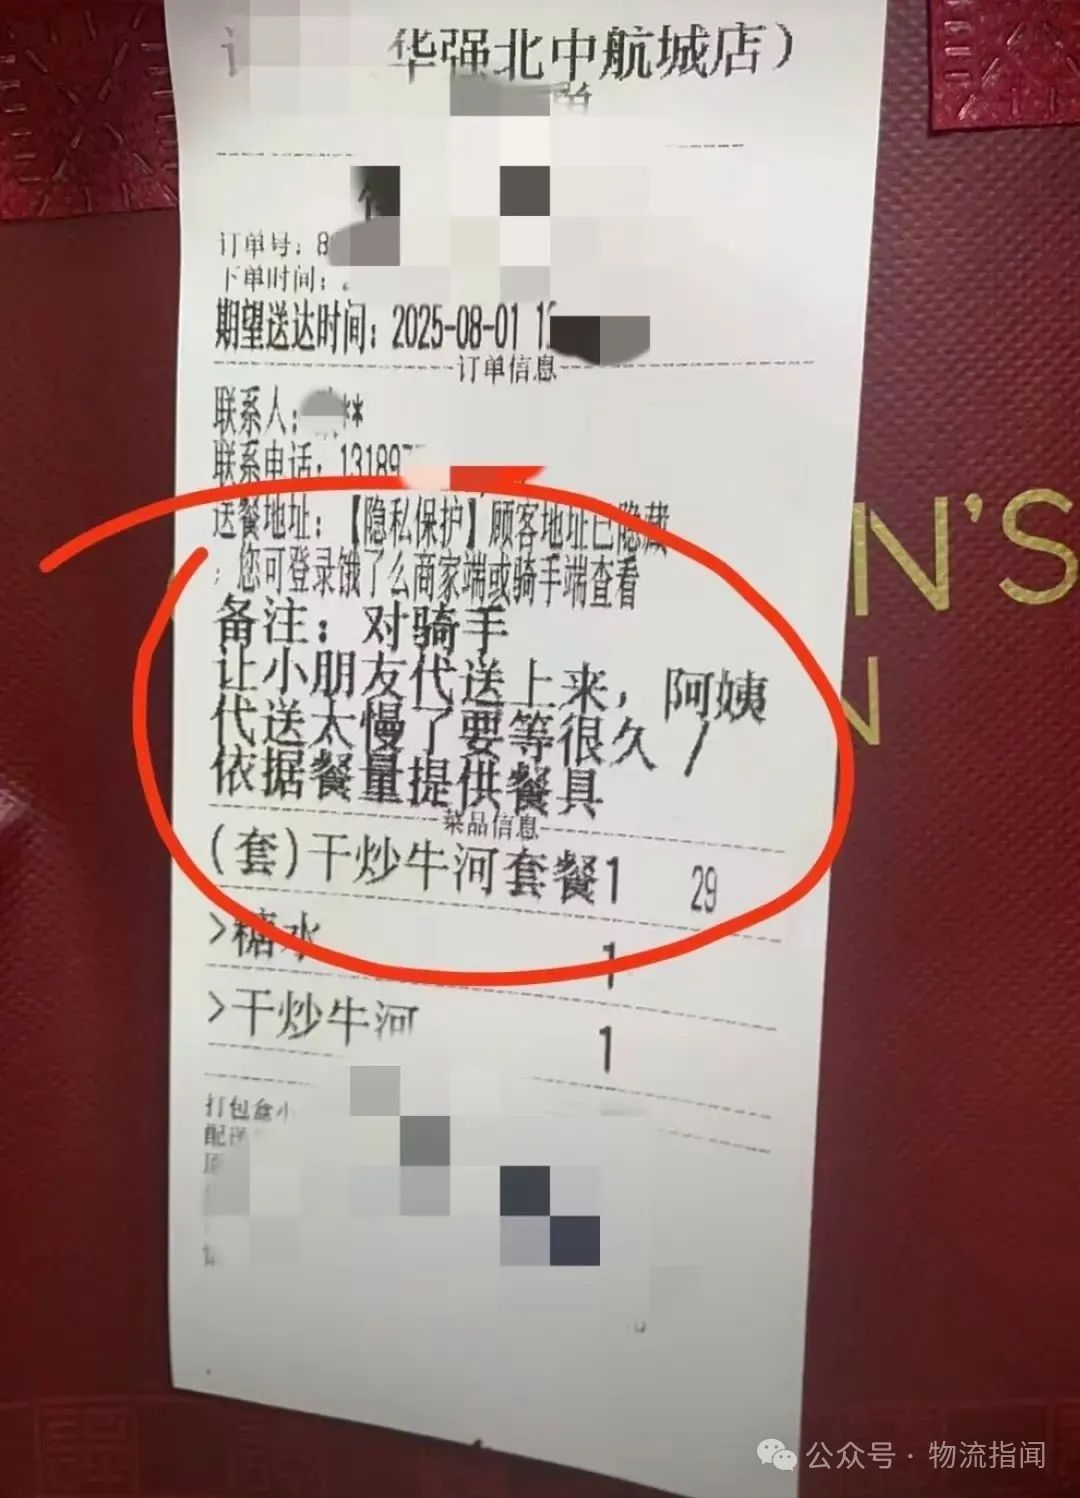 华强北中航城店）
订单号：8
下单时间：
期望送达时间：2025-08-01 1
订单信息
联系人：**
联系电话：13189
送餐地址：【隐私保护】顾客地址已隐藏
，您可登录饿了么商家端或骑手端查看
备注：对骑手
让小朋友代送上来，阿姨
代送太慢了要等很久 /
依据餐量提供餐具
菜品信息
（套）干炒牛河套餐1 29
>糖水 1
>干炒牛河 1
打包盒小
配送
N'S
N
公众号 · 物流指闻